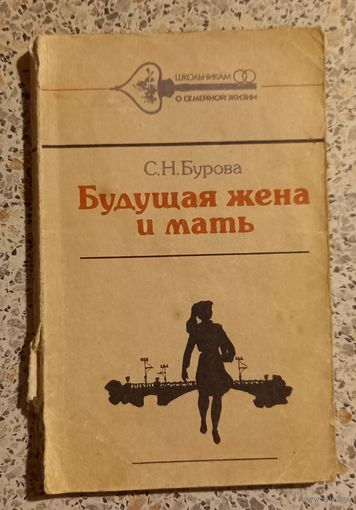 ШКОЛЬНИКАМ
О СЕМЕЙНОЙ ЖИЗНИ
С.Н.Бурова
Будущая жена
и мать